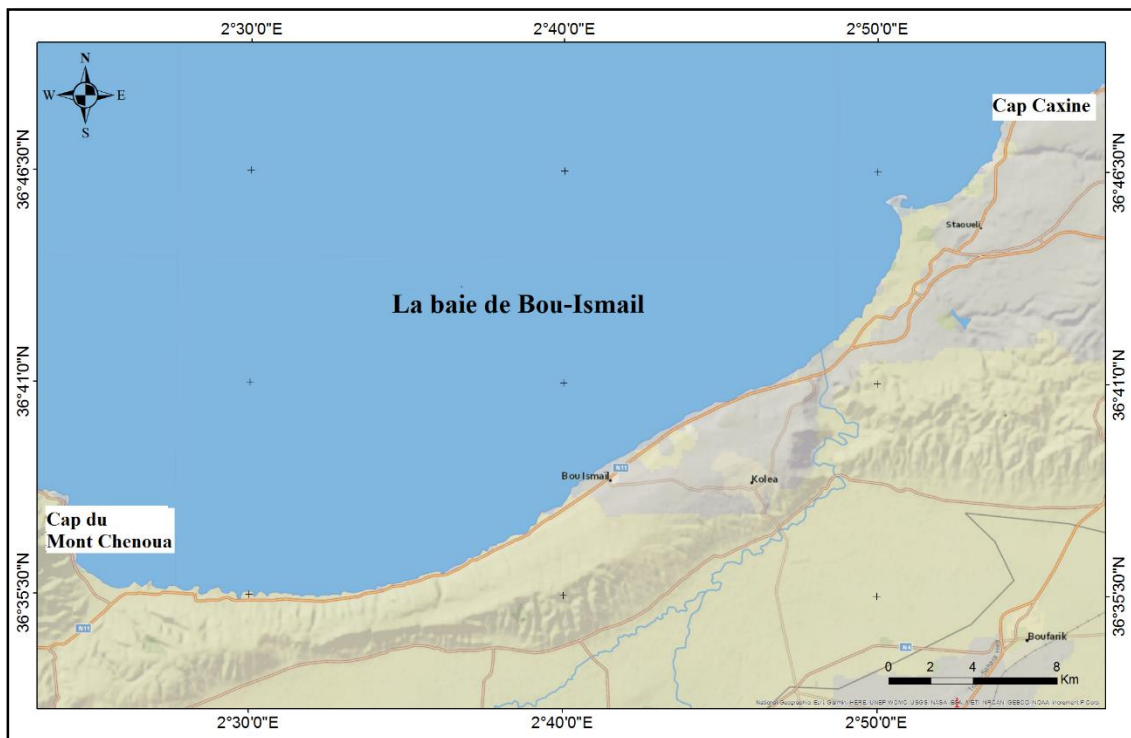 2°30'0"E 2°40'0"E 2°50'0"E
N
W E
S
Cap Caxine
36°46'30"N 36°46'30"N
Staoueli
La baie de Bou-Ismail
36°41'0"N 36°41'0"N
Bou Ismail N11 Kolea
Cap du
Mont Chenoua
36°35'30"N 36°35'30"N
N11 N4 Boufarik
0 2 4 8
Km
2°30'0"E 2°40'0"E 2°50'0"E